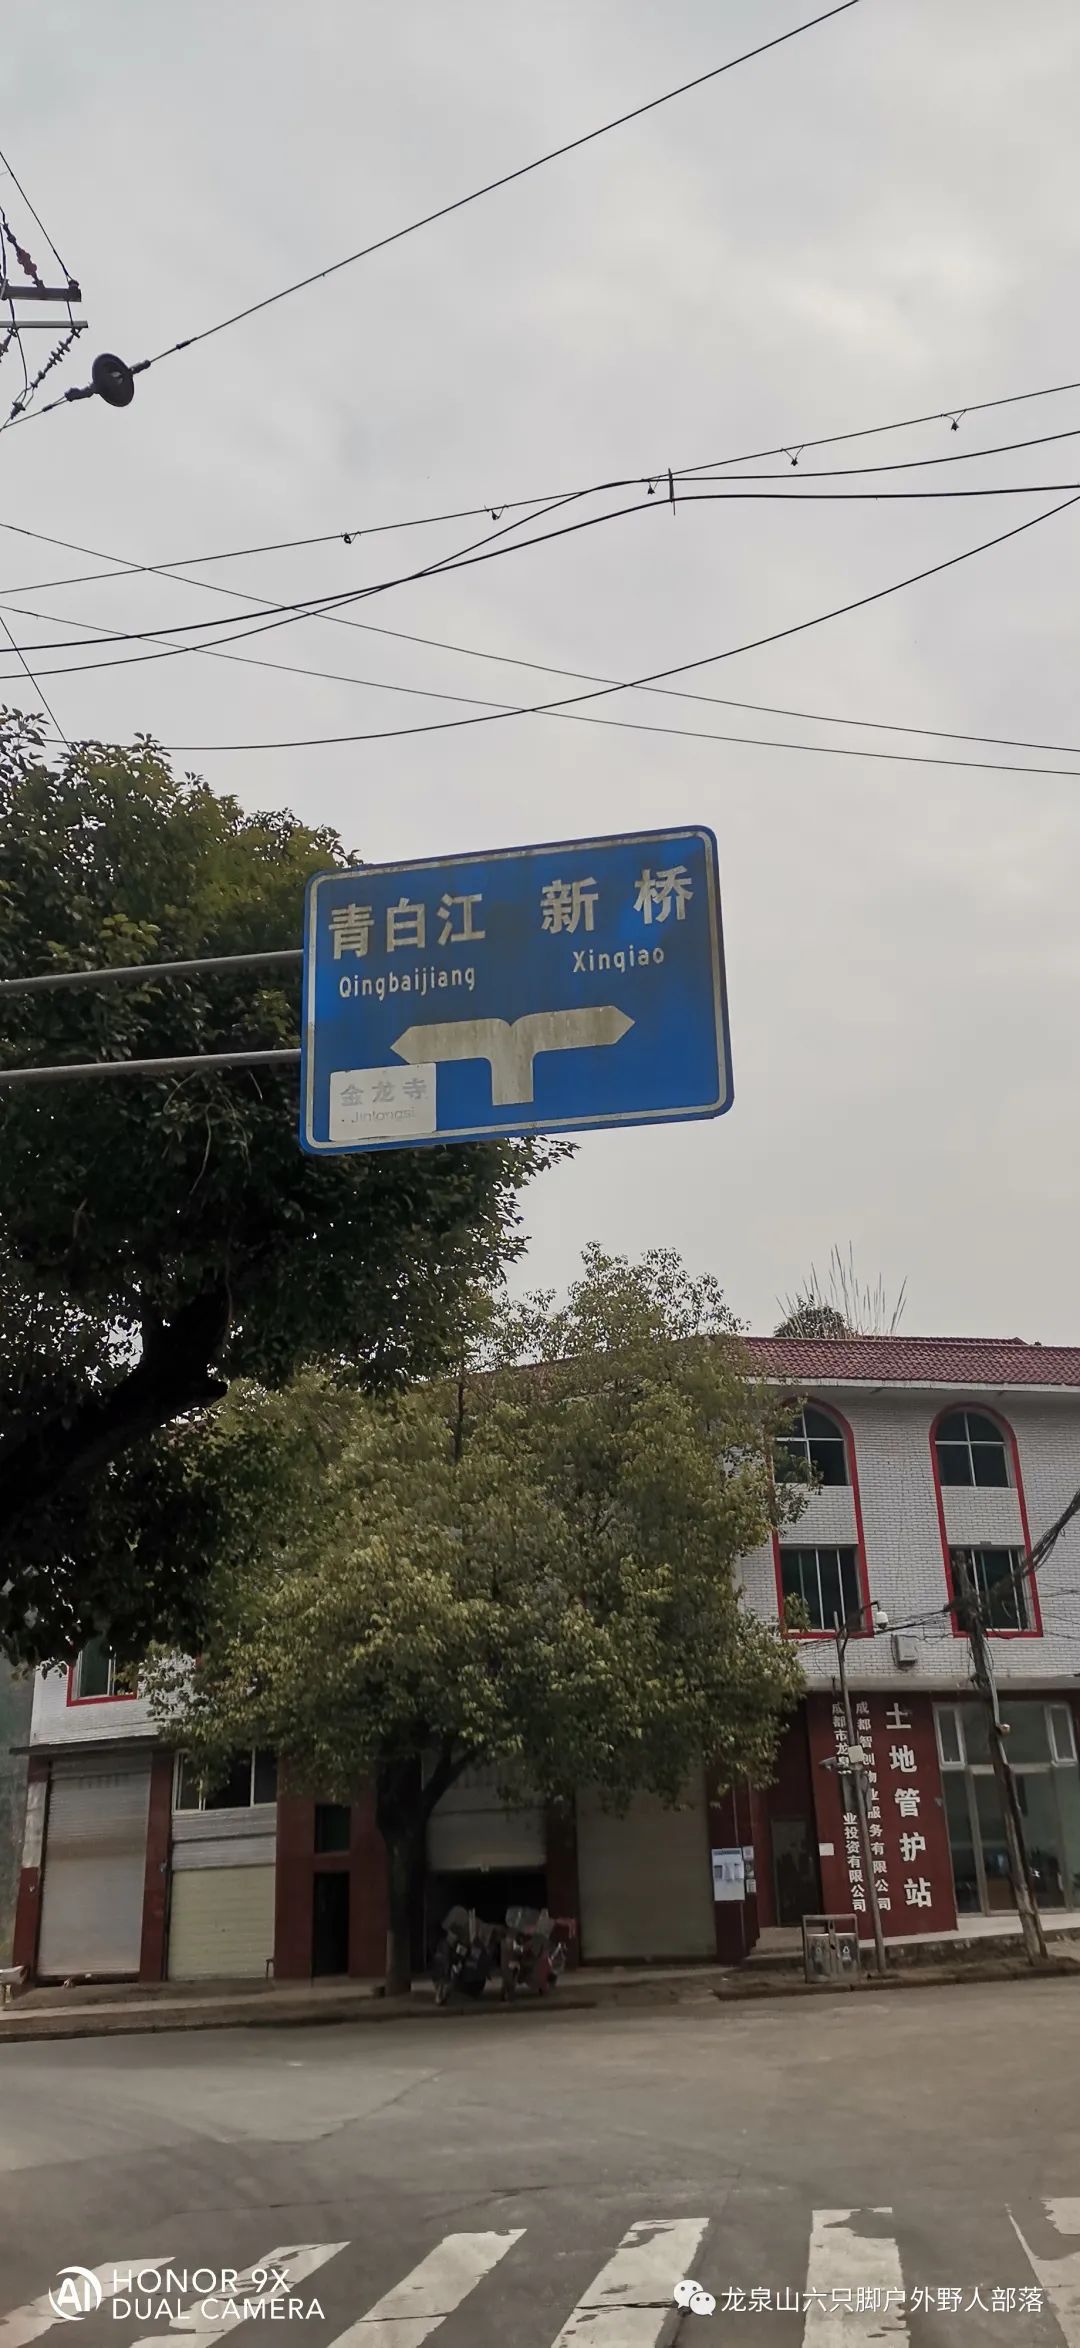 青白江 新桥
Qingbaijiang Xinqiao
金龙寺
Jinlongsi
土地管护站
成都智创物业服务有限公司
成都市龙泉
业投资有限公司
HONOR 9X
DUAL CAMERA
龙泉山六只脚户外野人部落